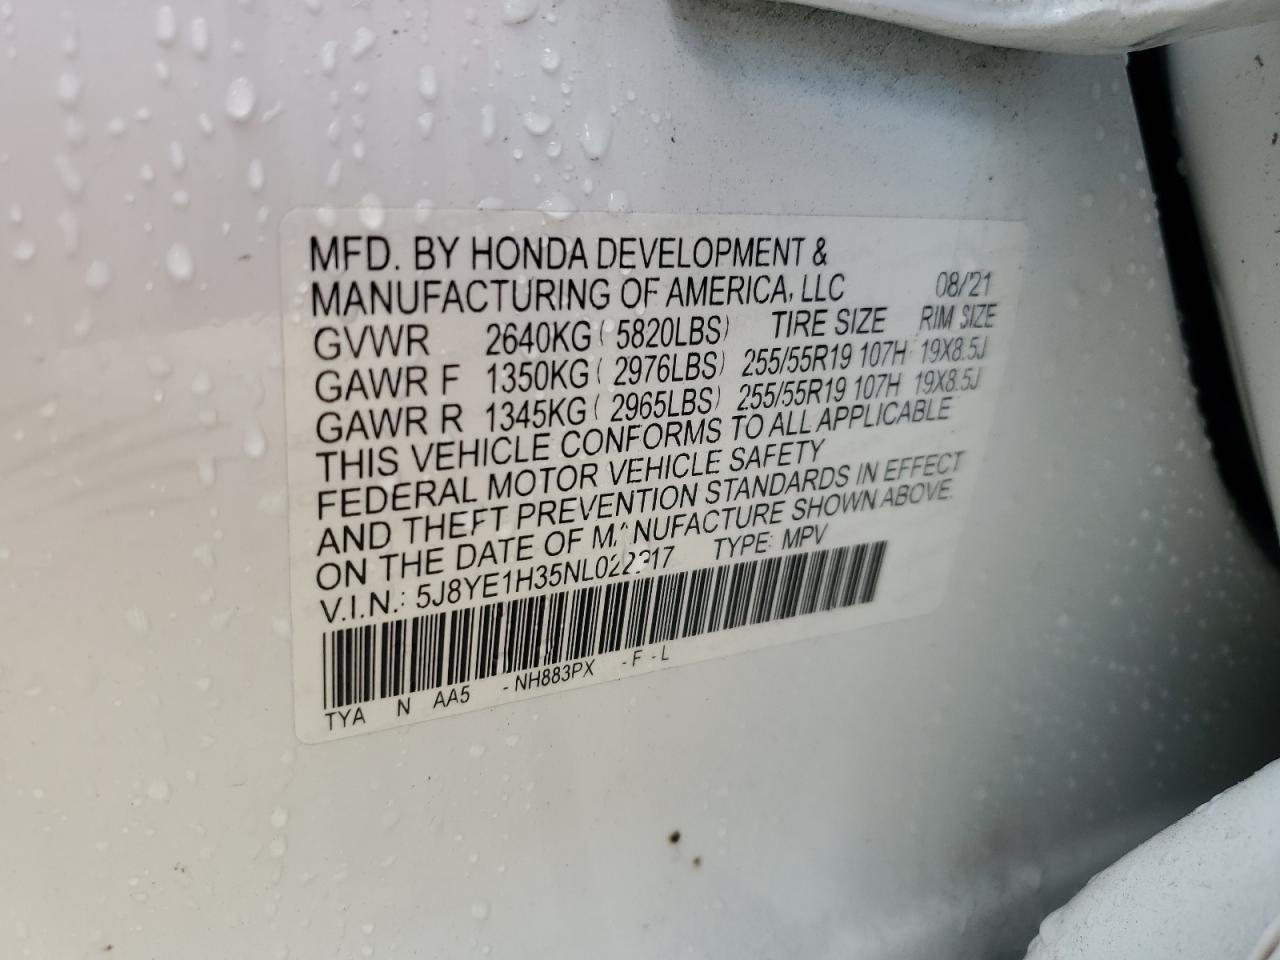 MFD. BY HONDA DEVELOPMENT &
MANUFACTURING OF AMERICA, LLC 08/21
GVWR 2640KG ( 5820LBS) TIRE SIZE RIM SIZE
GAWR F 1350KG ( 2976LBS) 255/55R19 107H 19X8.5J
GAWR R 1345KG ( 2965LBS) 255/55R19 107H 19X8.5J
THIS VEHICLE CONFORMS TO ALL APPLICABLE
FEDERAL MOTOR VEHICLE SAFETY
AND THEFT PREVENTION STANDARDS IN EFFECT
ON THE DATE OF MANUFACTURE SHOWN ABOVE.
V.I.N.: TYPE: MPV
TYA N AA5 - NH883PX - F - L